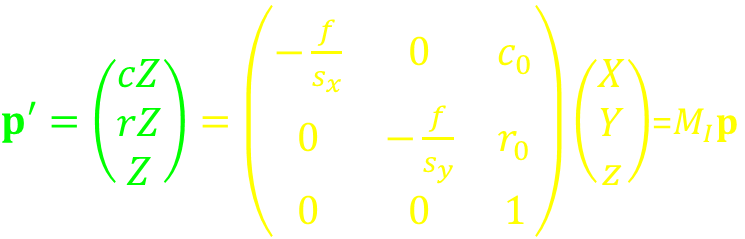 𝐩′ = (cZ rZ Z) = (−f/s_x 0 c_0; 0 −f/s_y r_0; 0 0 1) (X Y z) =M_I 𝐩